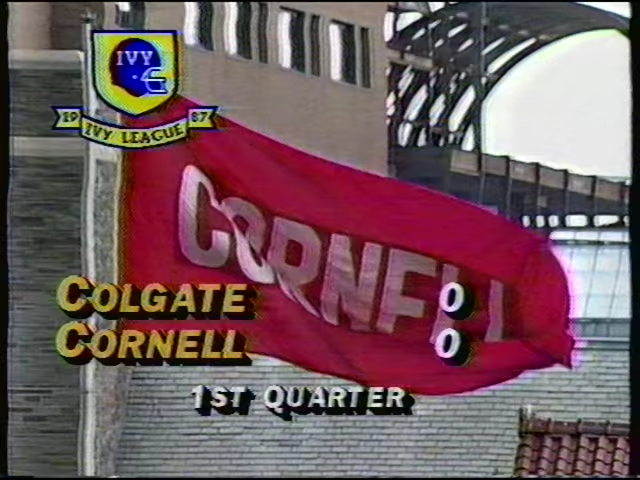 IVY
19 87
IVY LEAGUE
CORNELL
COLGATE 0
CORNELL 0
1ST QUARTER